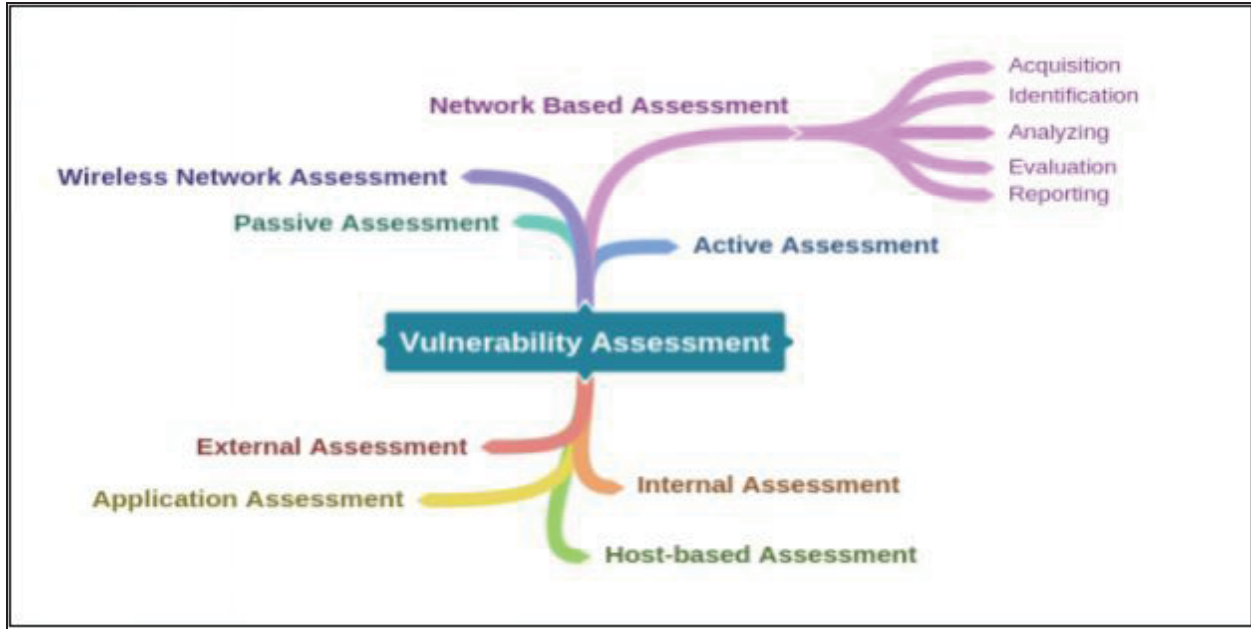 Acquisition
Network Based Assessment
Identification
Analyzing
Evaluation
Reporting
Wireless Network Assessment
Passive Assessment
Active Assessment
Vulnerability Assessment
External Assessment
Application Assessment
Internal Assessment
Host-based Assessment